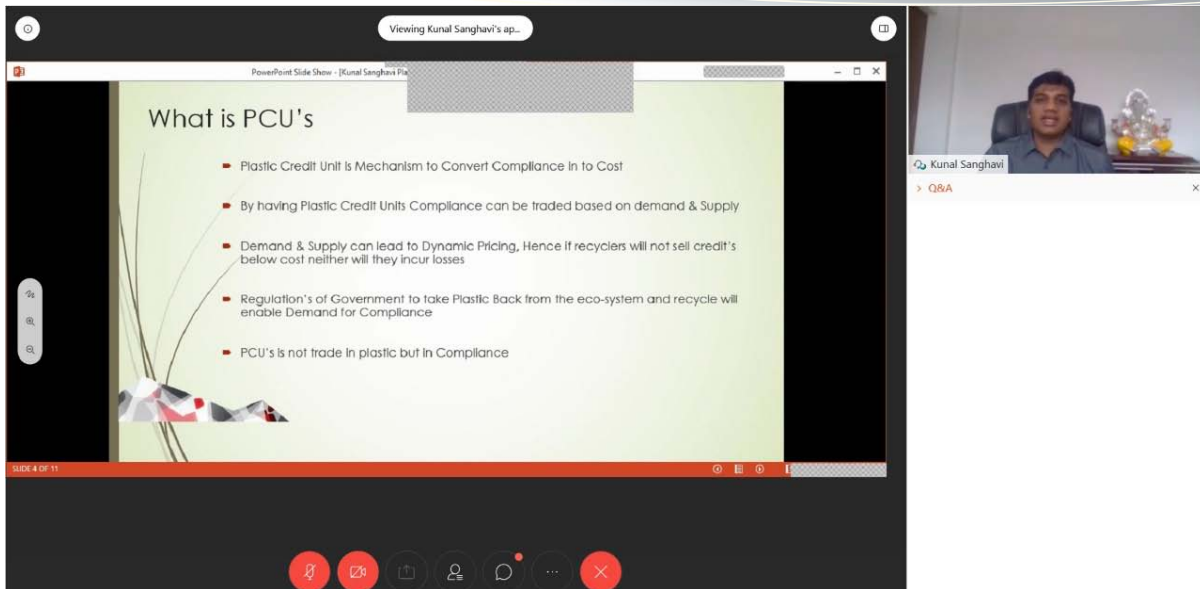 Viewing Kunal Sanghavi's ap...
PowerPoint Slide Show - [Kunal Sanghavi Pla
What is PCU's
Plastic Credit Unit is Mechanism to Convert Compliance in to Cost
By having Plastic Credit Units Compliance can be traded based on demand & Supply
Demand & Supply can lead to Dynamic Pricing, Hence if recyclers will not sell credit's
below cost neither will they incur losses
Regulation's of Government to take Plastic Back from the eco-system and recycle will
enable Demand for Compliance
PCU's is not trade in plastic but in Compliance
SLIDE 4 OF 11
Kunal Sanghavi
Q&A